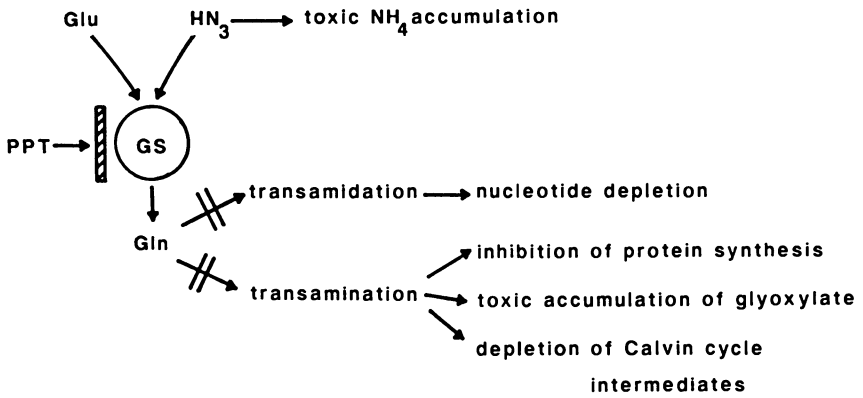 Glu HN3 toxic NH4 accumulation
PPT GS
transamidation nucleotide depletion
Gln
inhibition of protein synthesis
transamination toxic accumulation of glyoxylate
depletion of Calvin cycle
intermediates